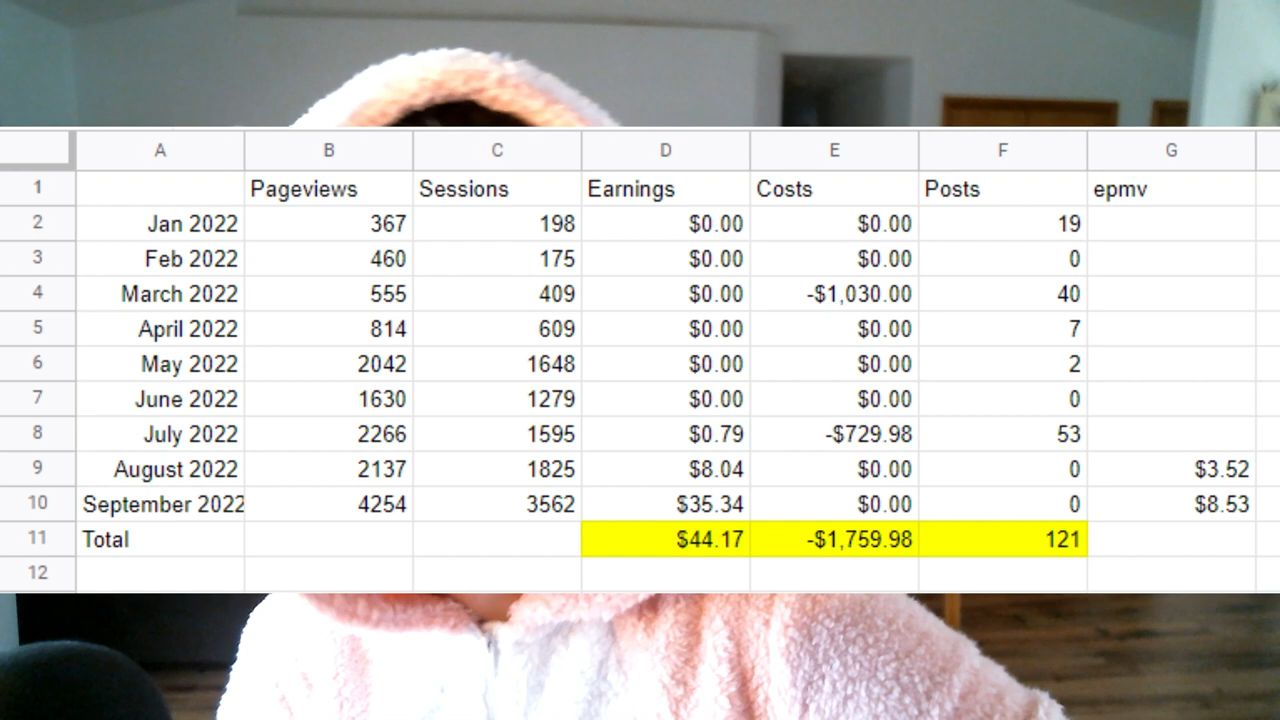 A B C D E F G
1 Pageviews Sessions Earnings Costs Posts epmv
2 Jan 2022 367 198 $0.00 $0.00 19
3 Feb 2022 460 175 $0.00 $0.00 0
4 March 2022 555 409 $0.00 -$1,030.00 40
5 April 2022 814 609 $0.00 $0.00 7
6 May 2022 2042 1648 $0.00 $0.00 2
7 June 2022 1630 1279 $0.00 $0.00 0
8 July 2022 2266 1595 $0.79 -$729.98 53
9 August 2022 2137 1825 $8.04 $0.00 0 $3.52
10 September 2022 4254 3562 $35.34 $0.00 0 $8.53
11 Total $44.17 -$1,759.98 121
12